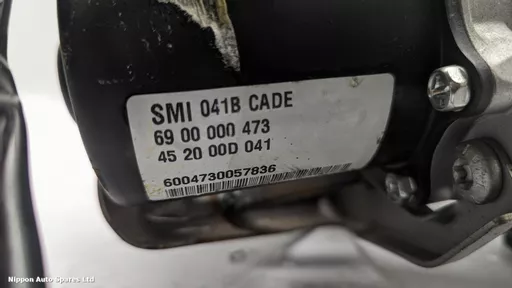 SMI 041B CADE
69 00 000 473
45 20 00D 041
6004730057836
Nippon Auto Spares Ltd